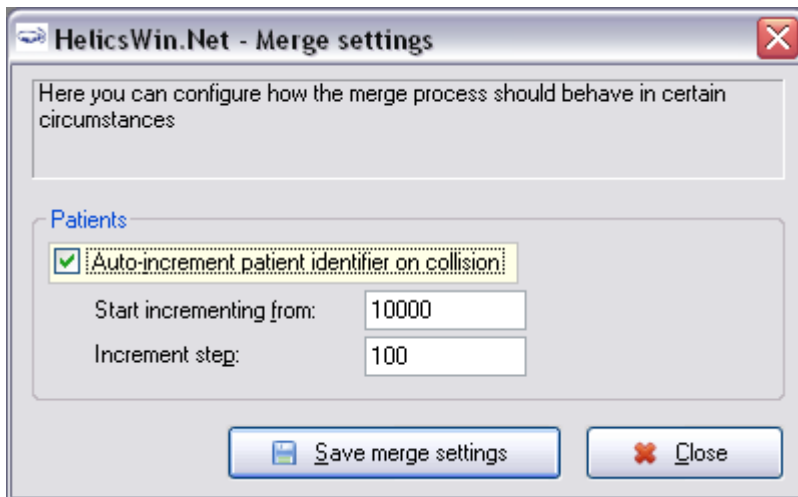 HelicsWin.Net - Merge settings
Here you can configure how the merge process should behave in certain
circumstances
Patients
Auto-increment patient identifier on collision
Start incrementing from: 10000
Increment step: 100
Save merge settings Close